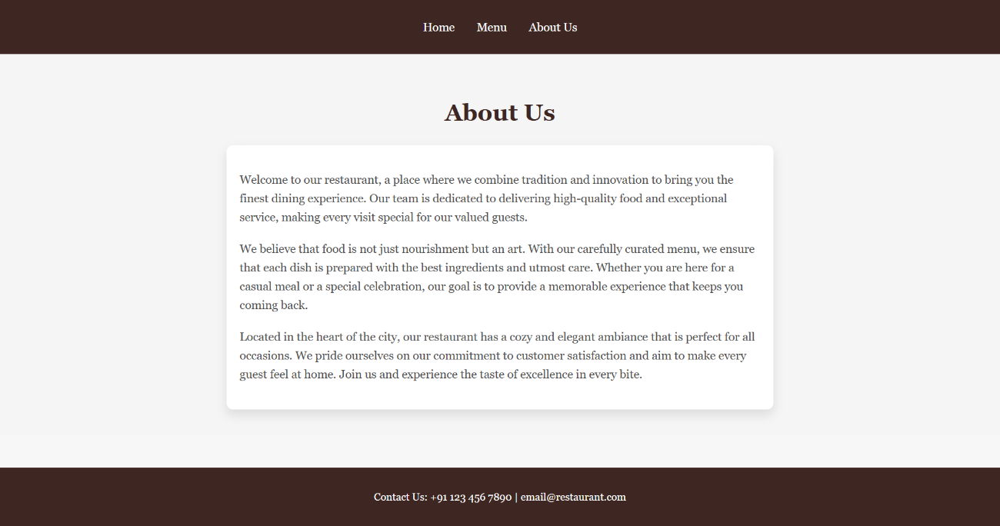 Home Menu About Us
About Us
Welcome to our restaurant, a place where we combine tradition and innovation to bring you the
finest dining experience. Our team is dedicated to delivering high-quality food and exceptional
service, making every visit special for our valued guests.
We believe that food is not just nourishment but an art. With our carefully curated menu, we ensure
that each dish is prepared with the best ingredients and utmost care. Whether you are here for a
casual meal or a special celebration, our goal is to provide a memorable experience that keeps you
coming back.
Located in the heart of the city, our restaurant has a cozy and elegant ambiance that is perfect for all
occasions. We pride ourselves on our commitment to customer satisfaction and aim to make every
guest feel at home. Join us and experience the taste of excellence in every bite.
Contact Us: +91 123 456 7890 | email@restaurant.com